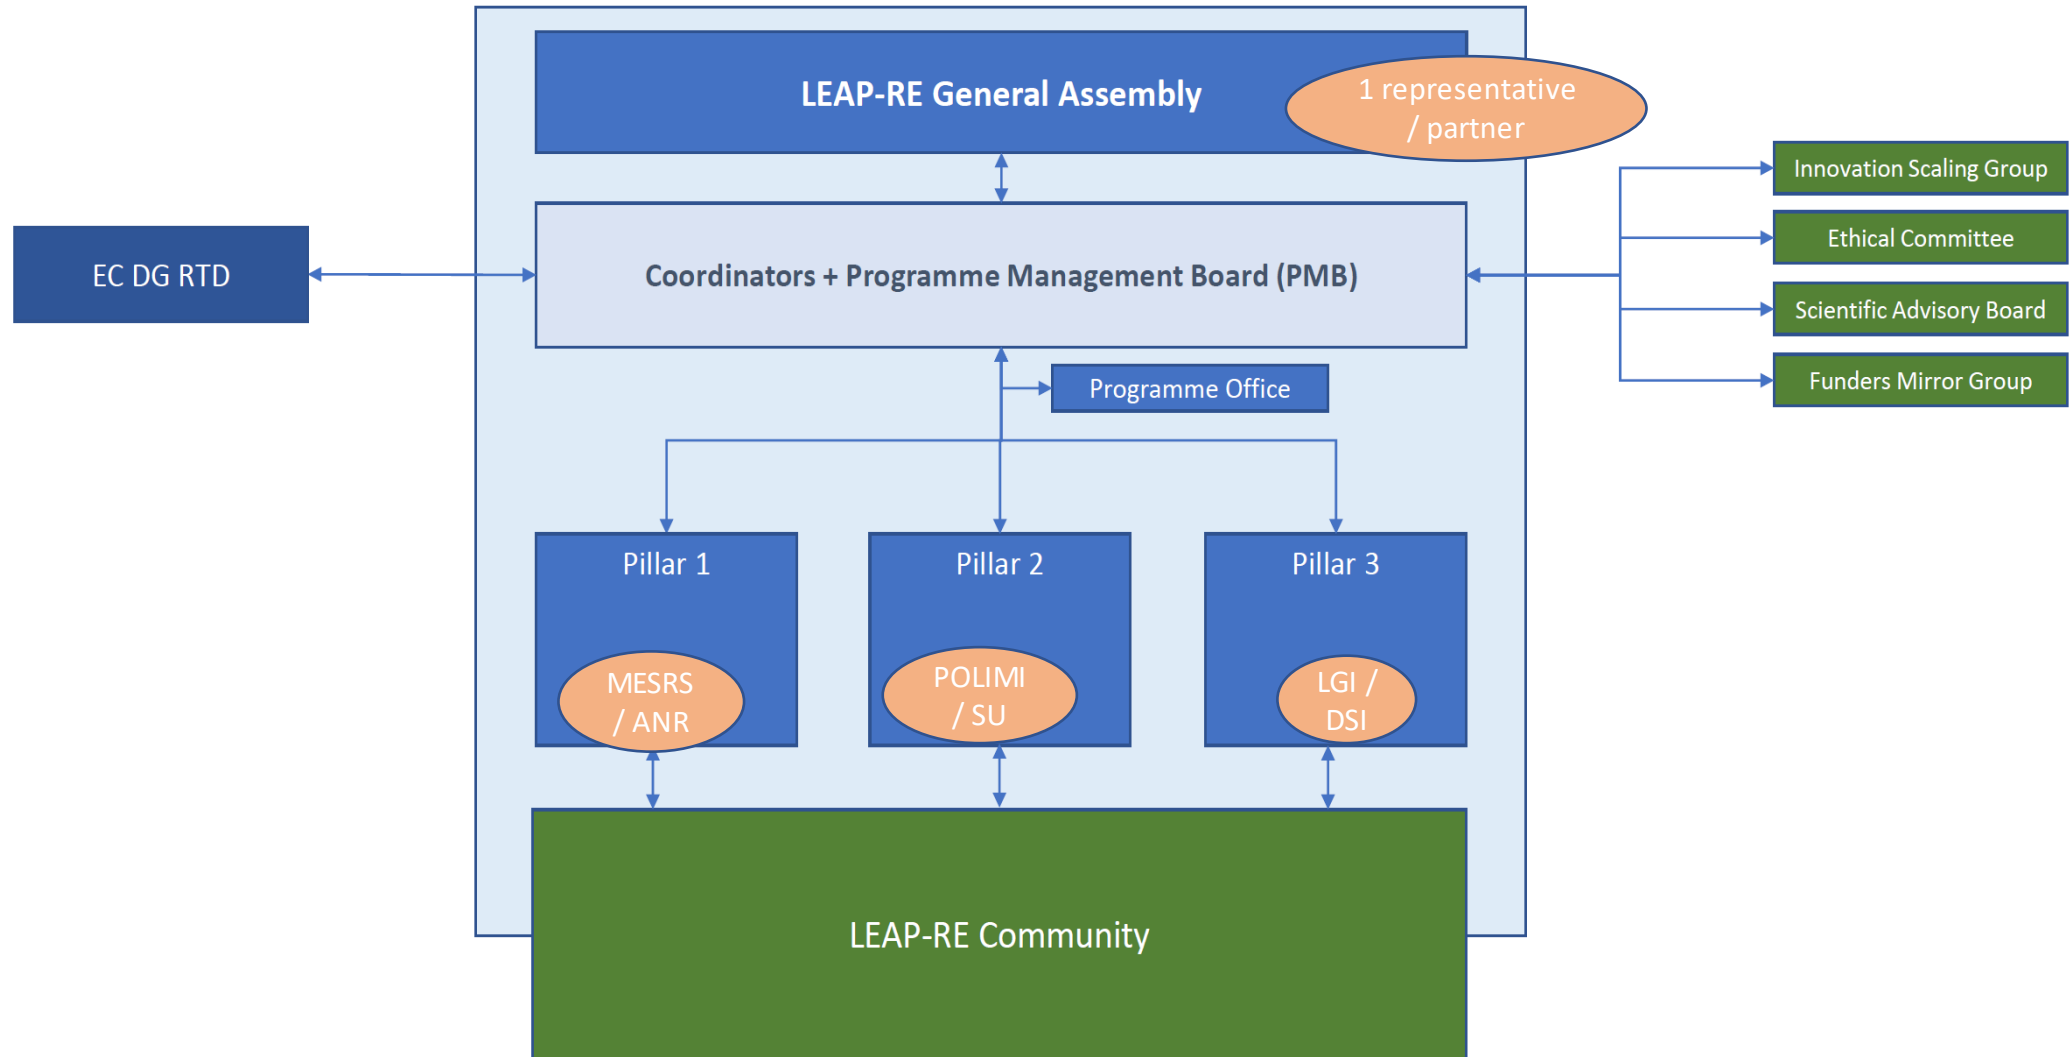 LEAP-RE General Assembly
1 representative
/ partner
Innovation Scaling Group
Ethical Committee
Scientific Advisory Board
Funders Mirror Group
EC DG RTD
Coordinators + Programme Management Board (PMB)
Programme Office
Pillar 1
MESRS
/ ANR
Pillar 2
POLIMI
/ SU
Pillar 3
LGI /
DSI
LEAP-RE Community